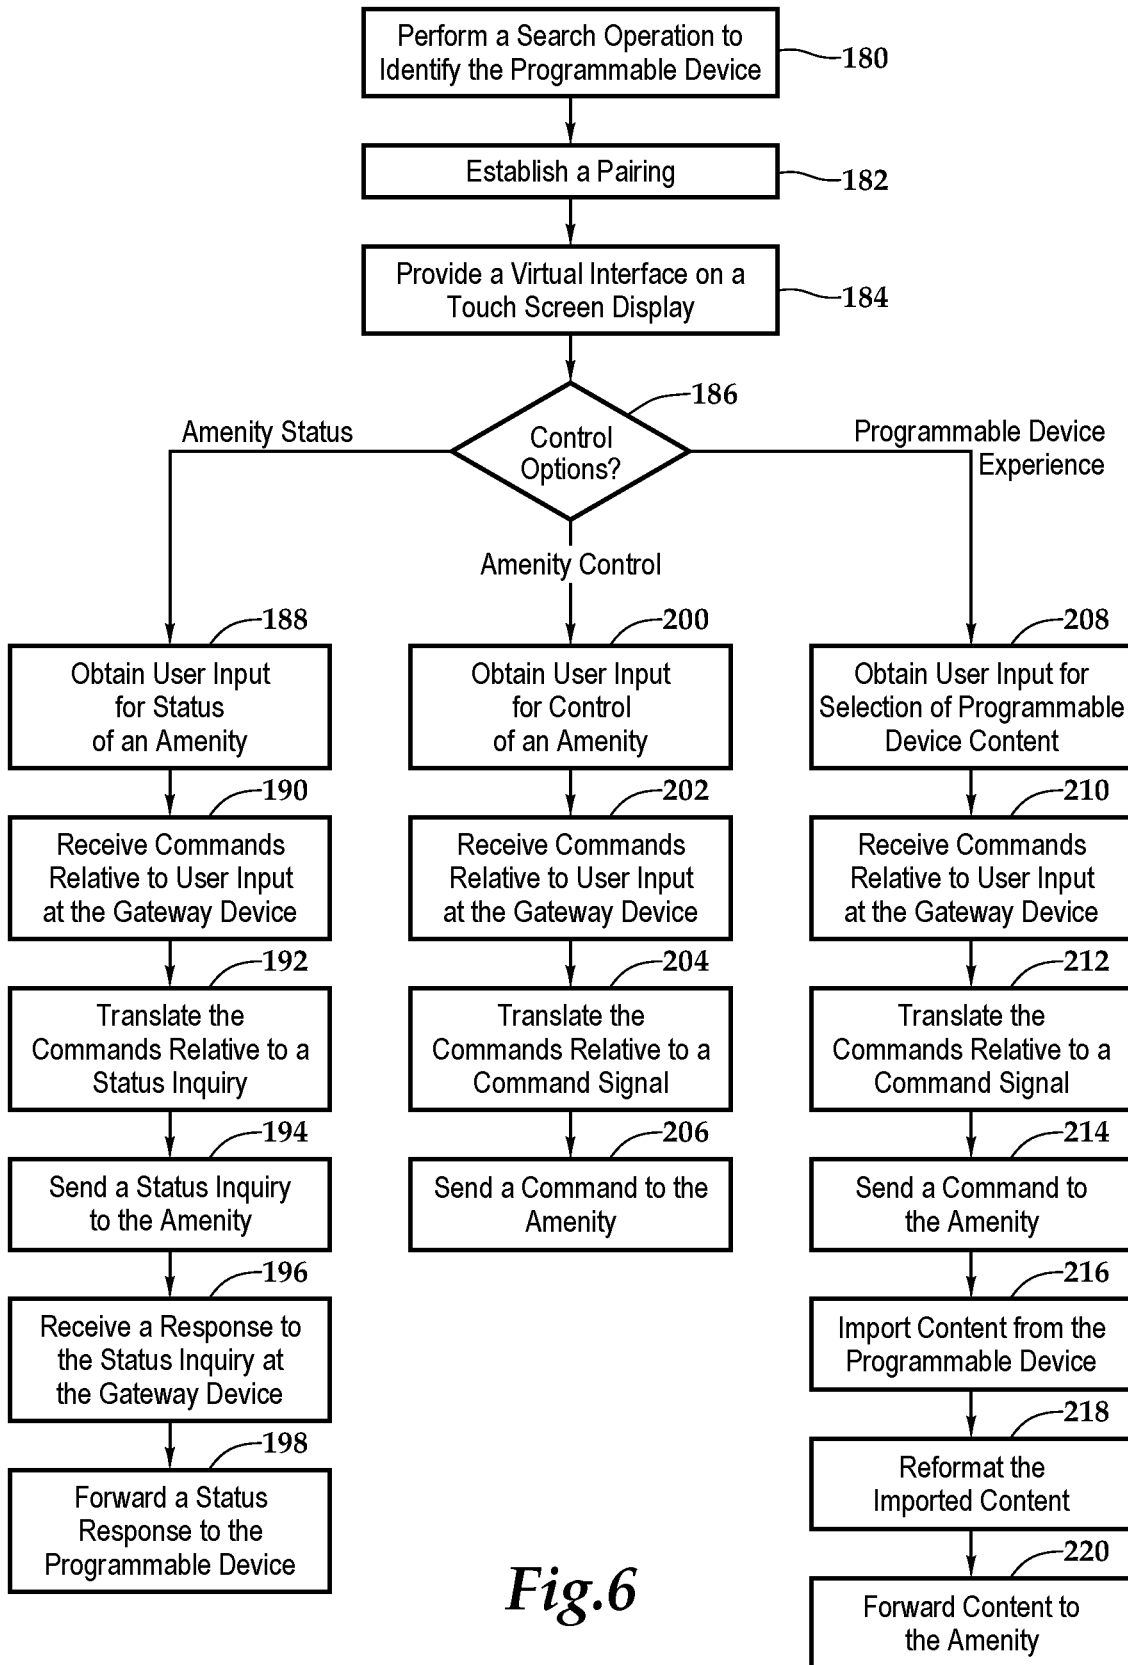 Perform a Search Operation to
Identify the Programmable Device
180
Establish a Pairing
182
Provide a Virtual Interface on a
Touch Screen Display
184
186
Control
Options?
Amenity Status
Amenity Control
Programmable Device
Experience
188
Obtain User Input
for Status
of an Amenity
190
Receive Commands
Relative to User Input
at the Gateway Device
192
Translate the
Commands Relative to a
Status Inquiry
194
Send a Status Inquiry
to the Amenity
196
Receive a Response to
the Status Inquiry at
the Gateway Device
198
Forward a Status
Response to the
Programmable Device
200
Obtain User Input
for Control
of an Amenity
202
Receive Commands
Relative to User Input
at the Gateway Device
204
Translate the
Commands Relative to a
Command Signal
206
Send a Command to the
Amenity
208
Obtain User Input for
Selection of Programmable
Device Content
210
Receive Commands
Relative to User Input
at the Gateway Device
212
Translate the
Commands Relative to a
Command Signal
214
Send a Command to
the Amenity
216
Import Content from the
Programmable Device
218
Reformat the
Imported Content
220
Forward Content to
the Amenity
Fig.6